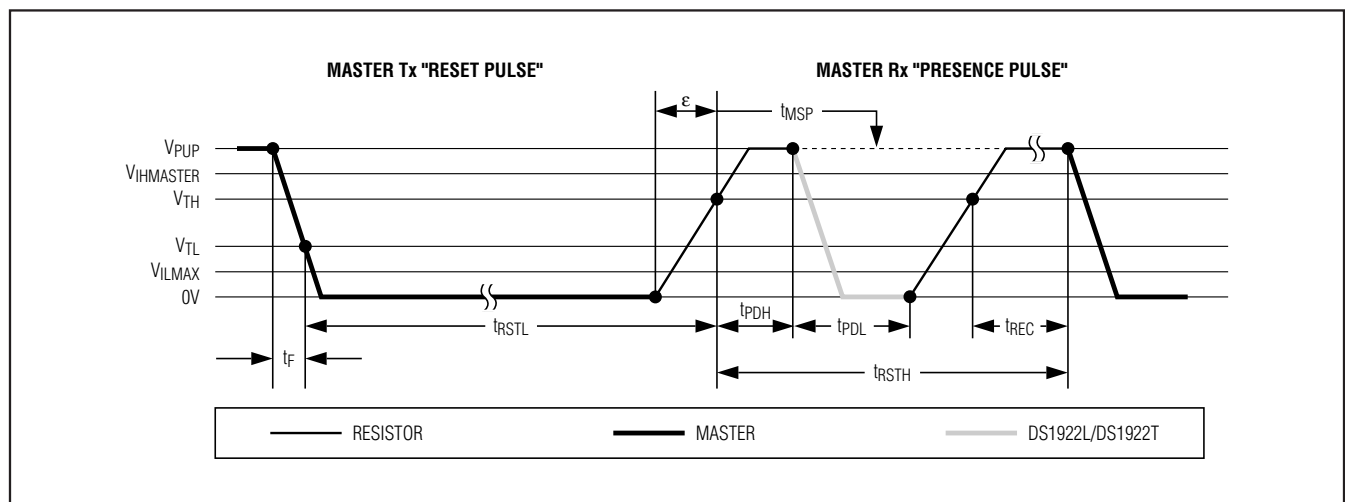 MASTER Tx "RESET PULSE"
MASTER Rx "PRESENCE PULSE"
ε
tMSP
VPUP
VIHMASTER
VTH
VTL
VILMAX
0V
tPDH
tRSTL
tPDL
tREC
tF
tRSTH
RESISTOR
MASTER
DS1922L/DS1922T